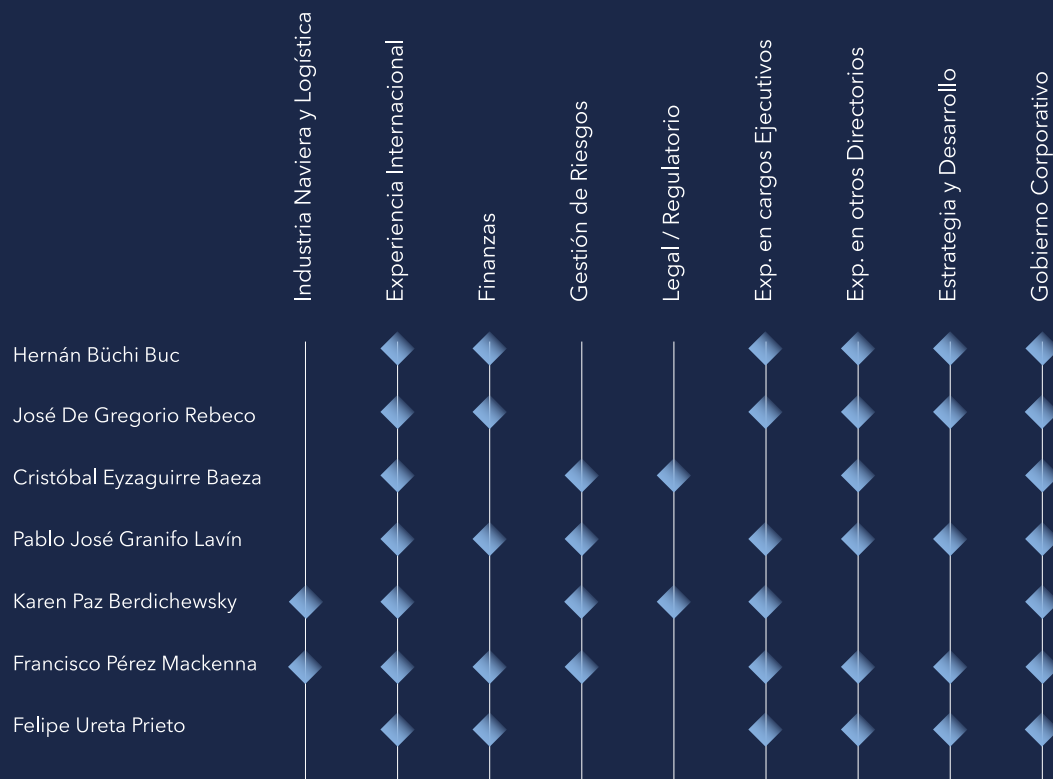 Industria Naviera y Logística
Experiencia Internacional
Finanzas
Gestión de Riesgos
Legal / Regulatorio
Exp. en cargos Ejecutivos
Exp. en otros Directorios
Estrategia y Desarrollo
Gobierno Corporativo
Hernán Büchi Buc
José De Gregorio Rebeco
Cristóbal Eyzaguirre Baeza
Pablo José Granifo Lavín
Karen Paz Berdichewsky
Francisco Pérez Mackenna
Felipe Ureta Prieto